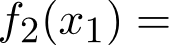 f_2(x_1) =